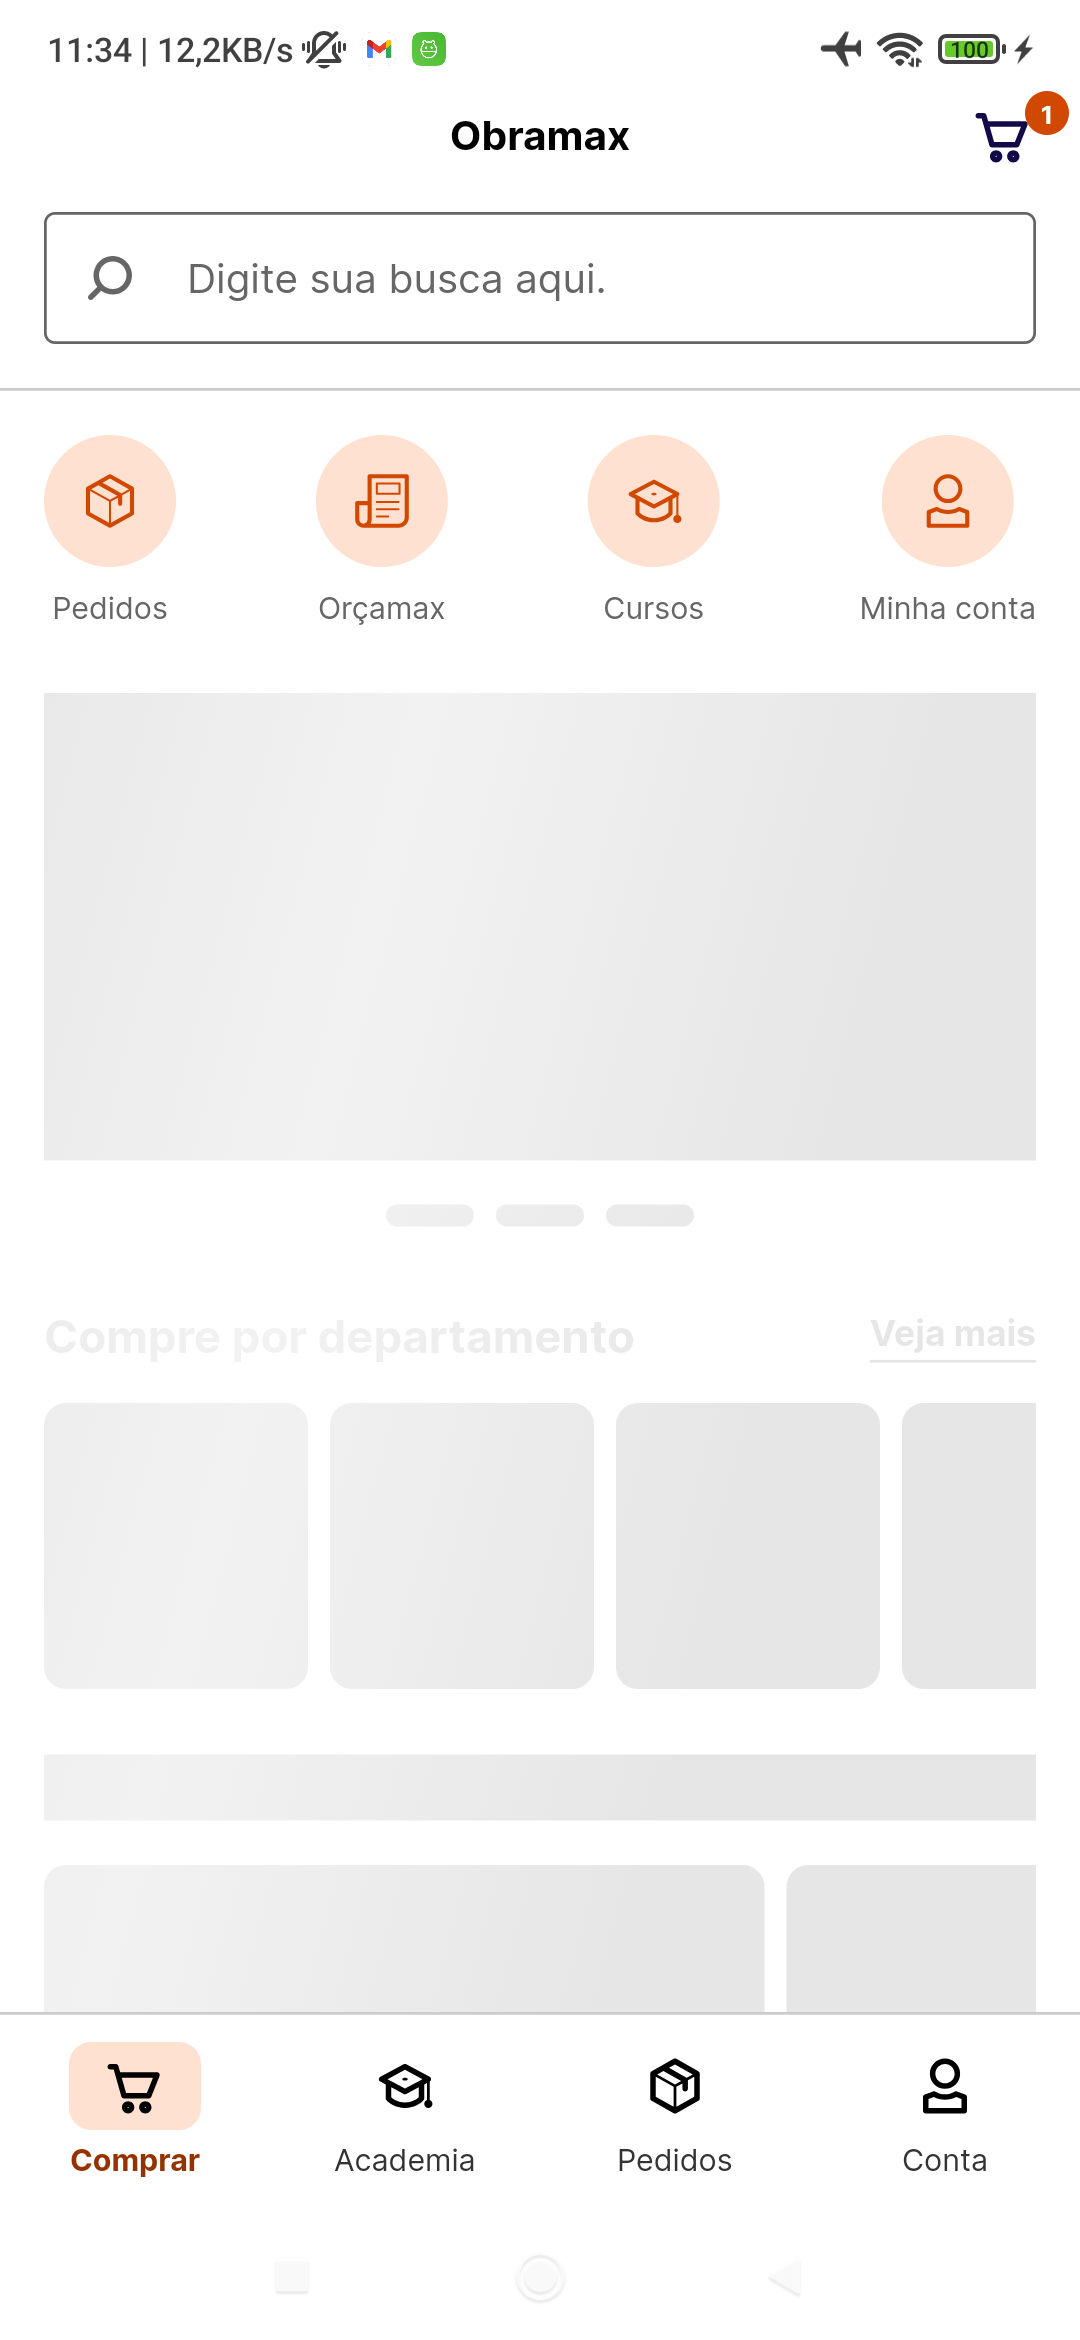 11:34 | 12,2KB/s
100
Obramax
1
Digite sua busca aqui.
Pedidos
Orçamax
Cursos
Minha conta
Compre por departamento
Veja mais
Comprar
Academia
Pedidos
Conta